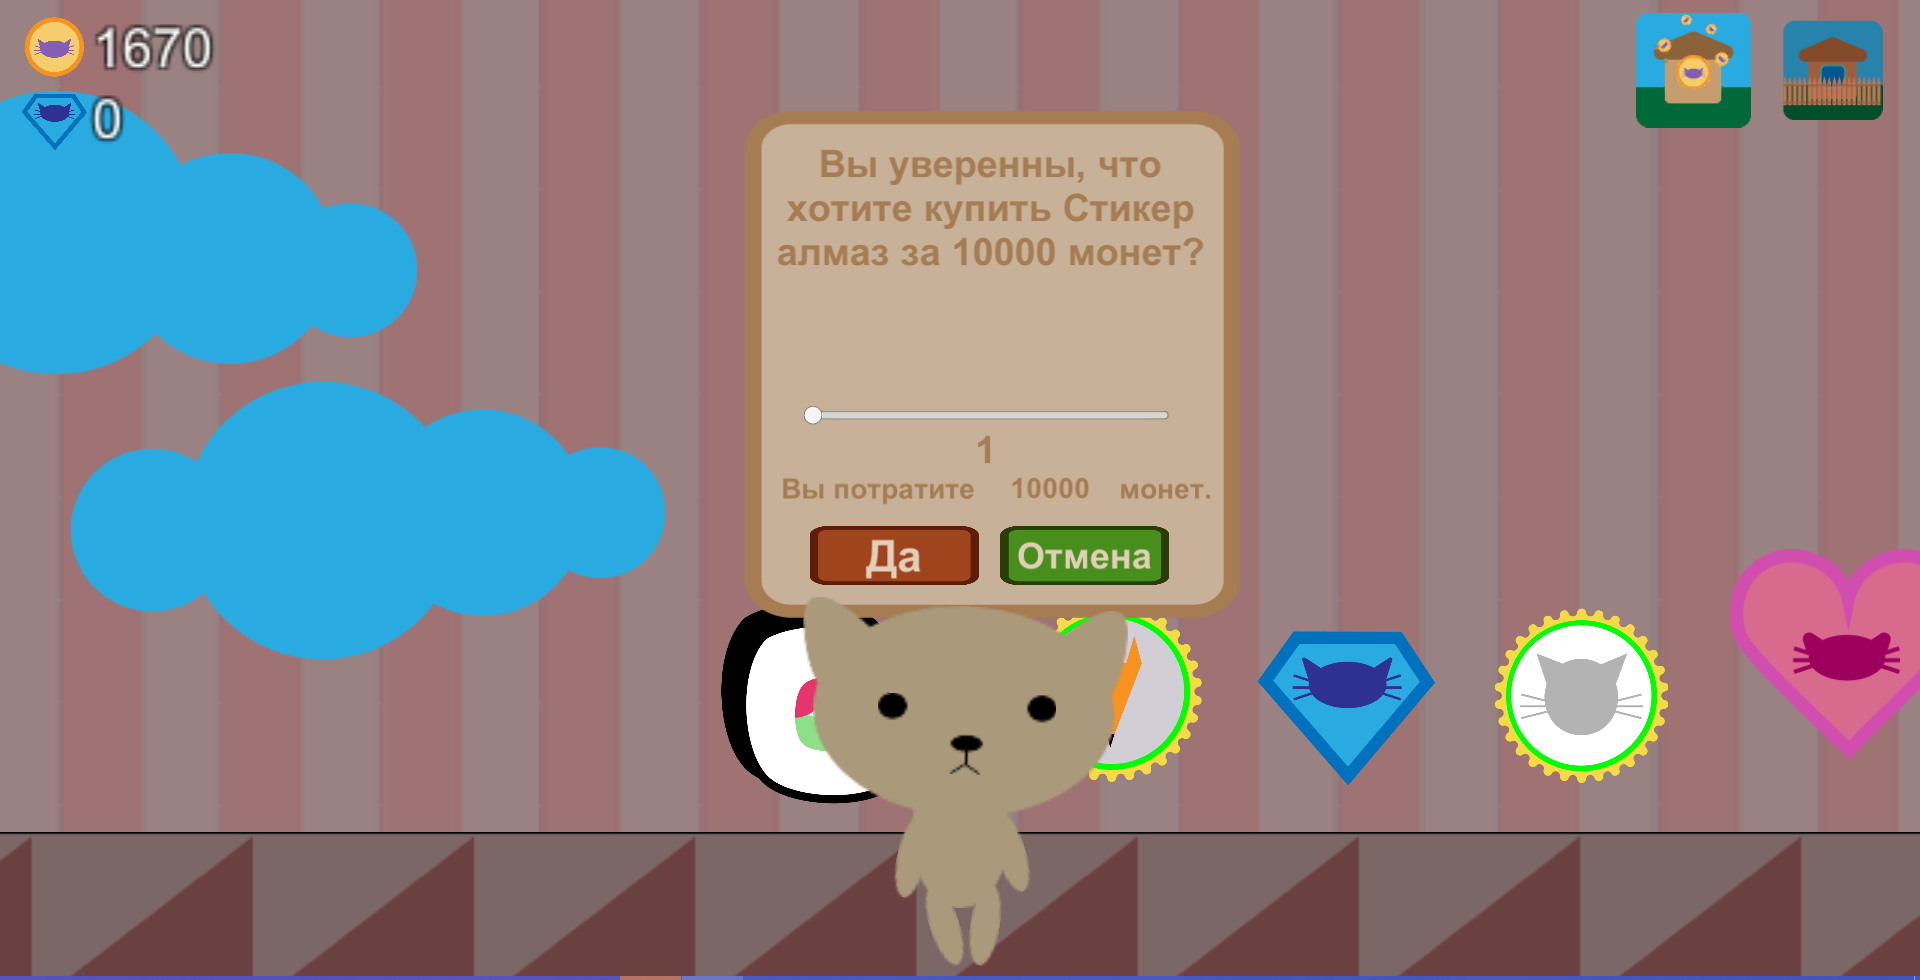 1670
0
Вы уверенны, что
хотите купить Стикер
алмаз за 10000 монет?
1
Вы потратите 10000 монет.
Да Отмена